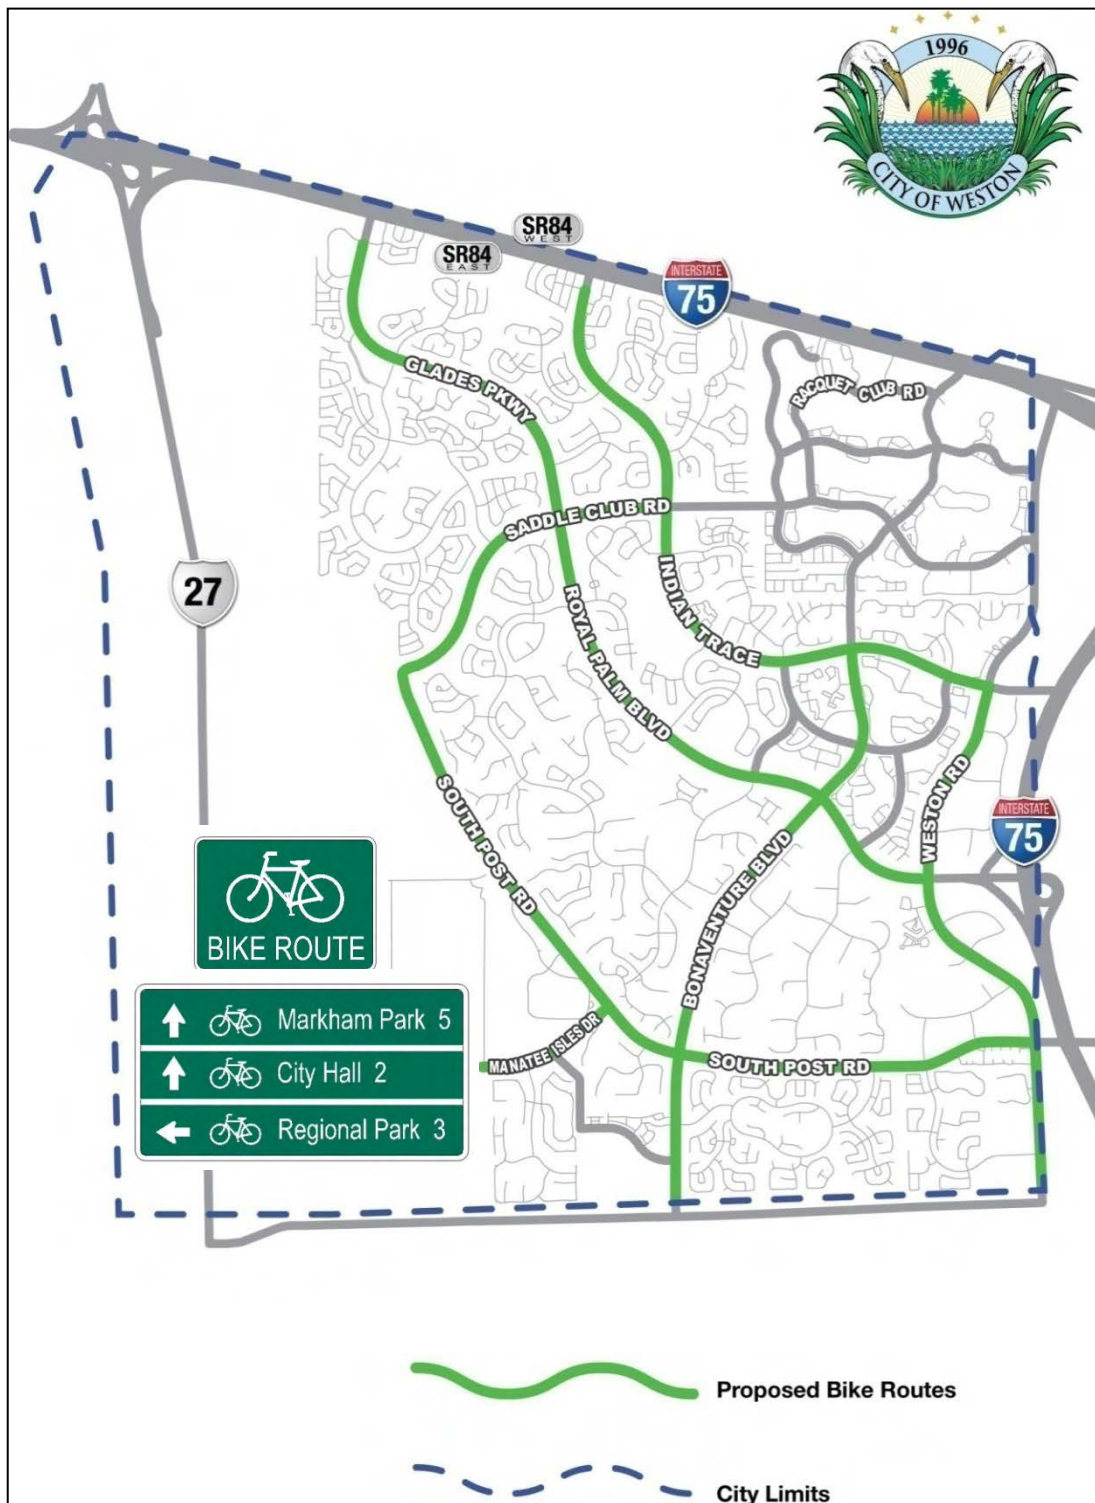 1996
CITY OF WESTON
SR84
WEST
SR84
EAST
INTERSTATE
75
GLADES PKWY
RACQUET CLUB RD
SADDLE CLUB RD
27
INDIAN TRACE
ROYAL PALM BLVD
SOUTH POST RD
WESTON RD
INTERSTATE
75
BONAVENTURE BLVD
BIKE ROUTE
Markham Park 5
City Hall 2
Regional Park 3
MANATEE ISLES DR
SOUTH POST RD
Proposed Bike Routes
City Limits